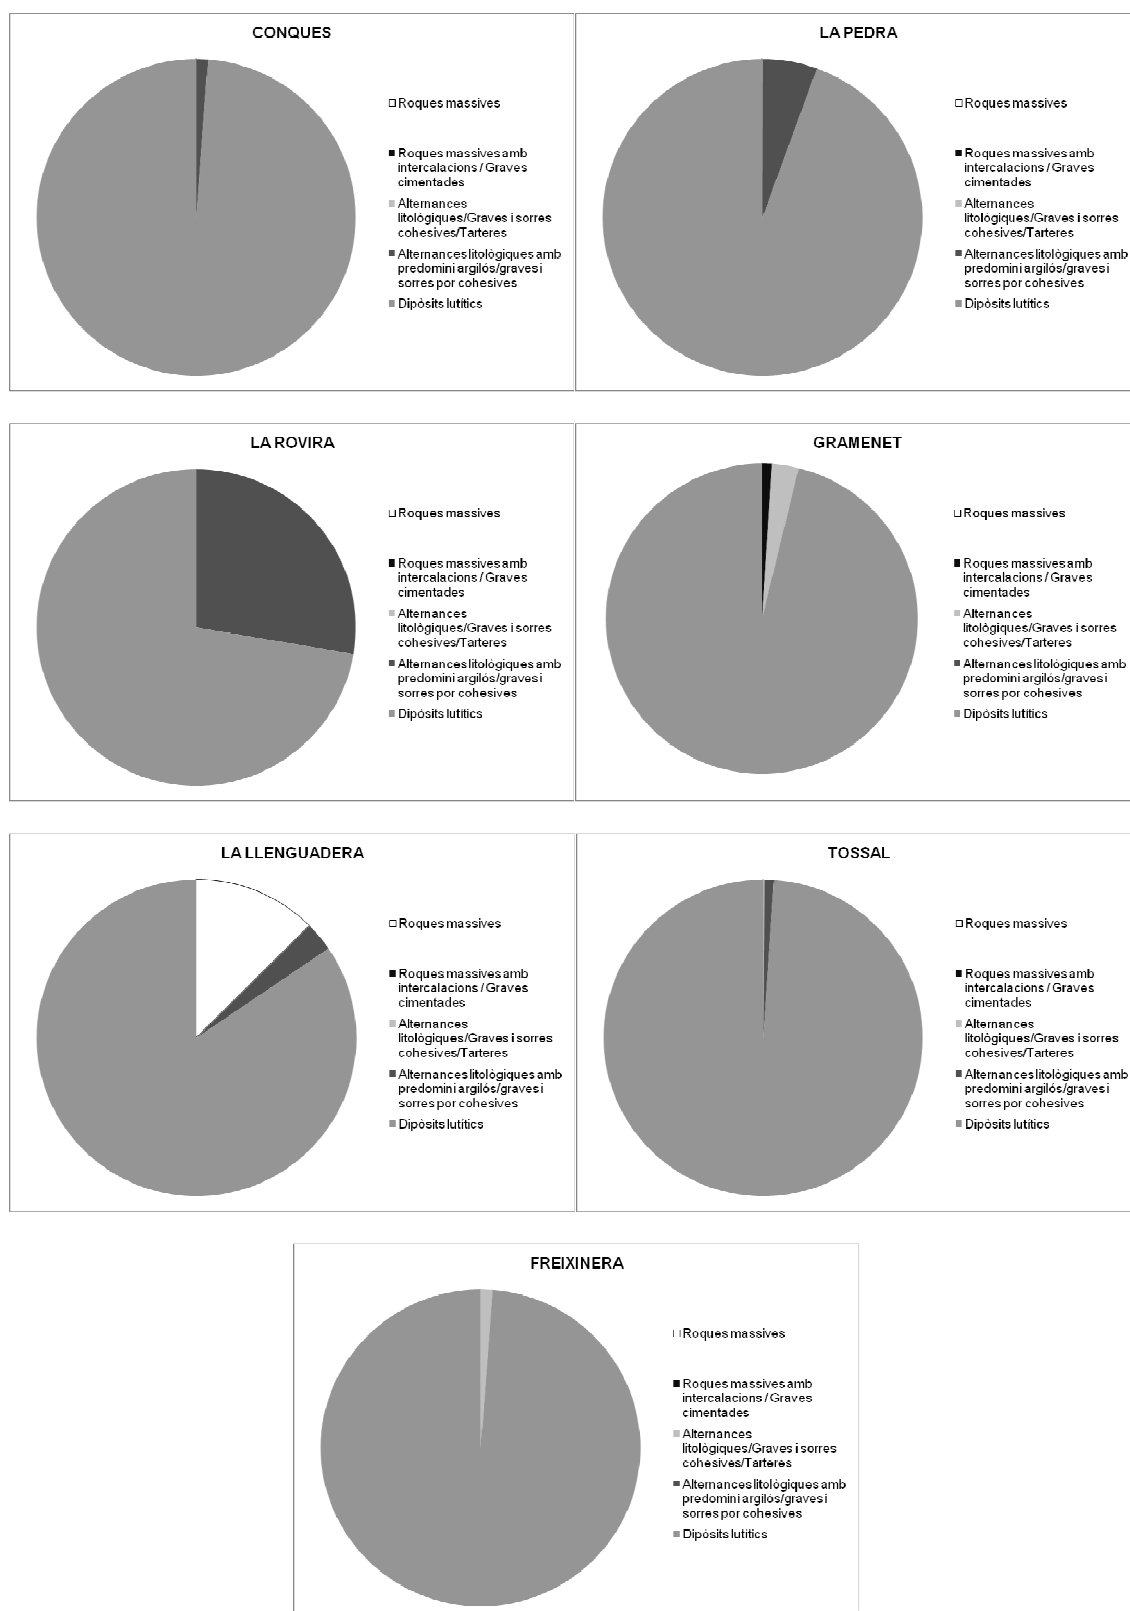 CONQUES
Roques massives
Roques massives amb
intercalacions / Graves
cimentades
Alternances
litològiques/Graves i sorres
cohesives/Tarteres
Alternances litològiques amb
predomini argilós/graves i
sorres por cohesives
Dipòsits lutítics
LA PEDRA
Roques massives
Roques massives amb
intercalacions / Graves
cimentades
Alternances
litològiques/Graves i sorres
cohesives/Tarteres
Alternances litològiques amb
predomini argilós/graves i
sorres por cohesives
Dipòsits lutítics
LA ROVIRA
Roques massives
Roques massives amb
intercalacions / Graves
cimentades
Alternances
litològiques/Graves i sorres
cohesives/Tarteres
Alternances litològiques amb
predomini argilós/graves i
sorres por cohesives
Dipòsits lutítics
GRAMENET
Roques massives
Roques massives amb
intercalacions / Graves
cimentades
Alternances
litològiques/Graves i sorres
cohesives/Tarteres
Alternances litològiques amb
predomini argilós/graves i
sorres por cohesives
Dipòsits lutítics
LA LLENGUADERA
Roques massives
Roques massives amb
intercalacions / Graves
cimentades
Alternances
litològiques/Graves i sorres
cohesives/Tarteres
Alternances litològiques amb
predomini argilós/graves i
sorres por cohesives
Dipòsits lutítics
TOSSAL
Roques massives
Roques massives amb
intercalacions / Graves
cimentades
Alternances
litològiques/Graves i sorres
cohesives/Tarteres
Alternances litològiques amb
predomini argilós/graves i
sorres por cohesives
Dipòsits lutítics
FREIXINERA
Roques massives
Roques massives amb
intercalacions / Graves
cimentades
Alternances
litològiques/Graves i sorres
cohesives/Tarteres
Alternances litològiques amb
predomini argilós/graves i
sorres por cohesives
Dipòsits lutítics